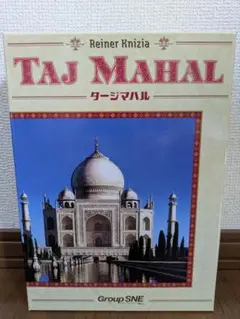 Reiner Knizia
TAJ MAHAL
タージマハル
Group SNE